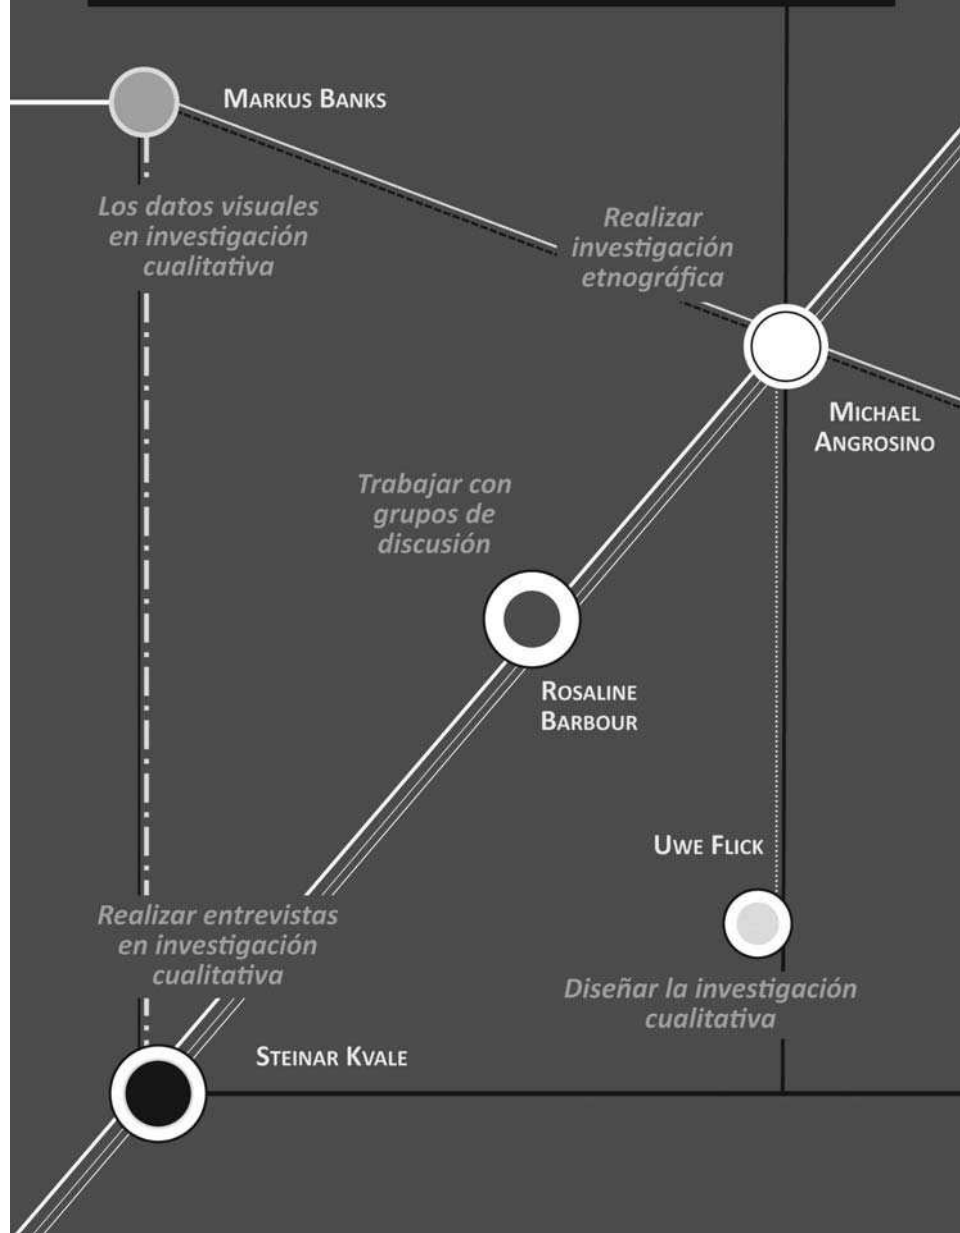 MARKUS BANKS
Los datos visuales
en investigación
cualitativa
Realizar
investigación
etnográfica
MICHAEL
ANGROSINO
Trabajar con
grupos de
discusión
ROSALINE
BARBOUR
UWE FLICK
Realizar entrevistas
en investigación
cualitativa
Diseñar la investigación
cualitativa
STEINAR KVALE